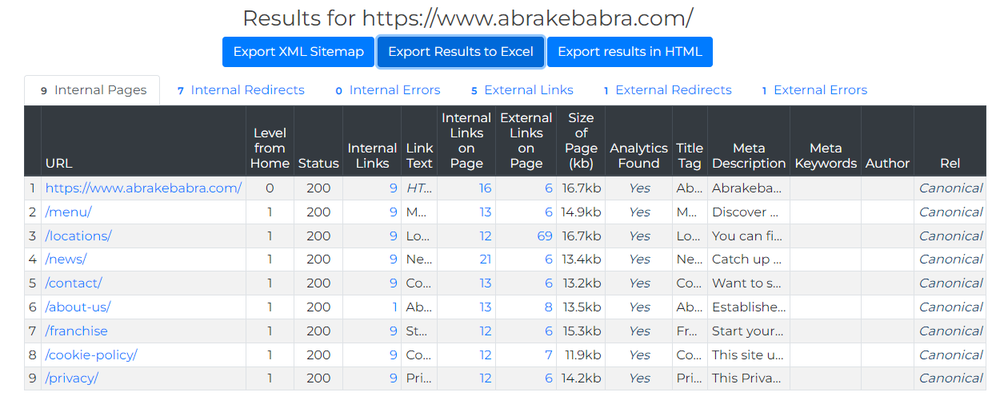 Results for https://www.abrakebabra.com/
Export XML Sitemap Export Results to Excel Export results in HTML
9 Internal Pages 7 Internal Redirects 0 Internal Errors 5 External Links 1 External Redirects 1 External Errors
URL Level from Home Status Internal Links Link Text Internal Links on Page External Links on Page Size of Page (kb) Analytics Found Title Tag Meta Description Meta Keywords Author Rel
1 https://www.abrakebabra.com/ 0 200 9 HT... 16 6 16.7kb Yes Ab... Abrakeba... Canonical
2 /menu/ 1 200 9 M... 13 6 14.9kb Yes M... Discover ... Canonical
3 /locations/ 1 200 9 Lo... 12 69 16.7kb Yes Lo... You can fi... Canonical
4 /news/ 1 200 9 Ne... 21 6 13.4kb Yes Ne... Catch up ... Canonical
5 /contact/ 1 200 9 Co... 13 6 13.2kb Yes Co... Want to s... Canonical
6 /about-us/ 1 200 1 Ab... 13 8 13.5kb Yes Ab... Establishe... Canonical
7 /franchise 1 200 9 St... 12 6 15.3kb Yes Fr... Start your... Canonical
8 /cookie-policy/ 1 200 9 Co... 12 7 11.9kb Yes Co... This site u... Canonical
9 /privacy/ 1 200 9 Pri... 12 6 14.2kb Yes Pri... This Priva... Canonical